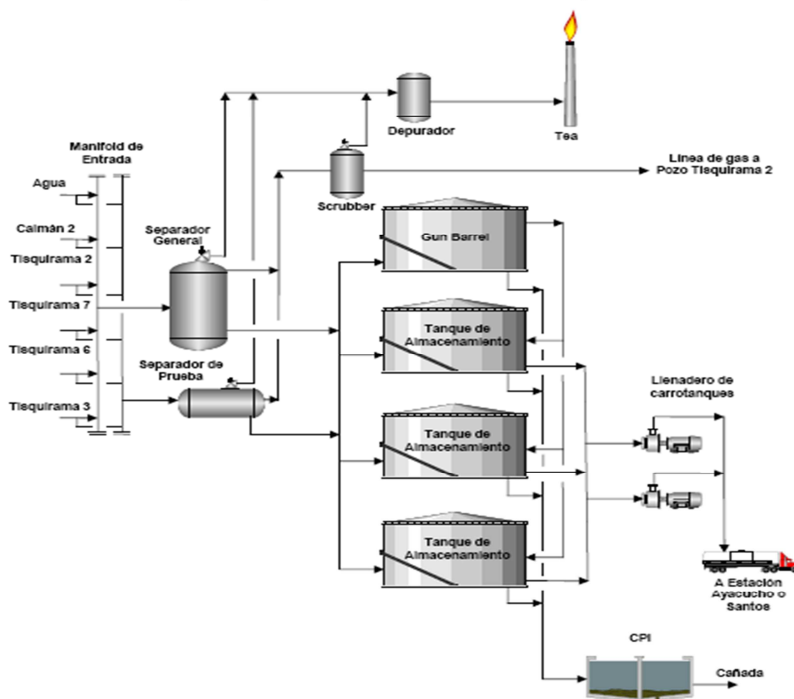 Manifold de
Entrada
Agua
Caimán 2
Tisquirama 2
Tisquirama 7
Tisquirama 6
Tisquirama 3
Separador
General
Separador de
Prueba
Depurador
Tea
Scrubber
Línea de gas a
Pozo Tisquirama 2
Gun Barrel
Tanque de
Almacenamiento
Tanque de
Almacenamiento
Tanque de
Almacenamiento
Llenadero de
carrotanques
A Estación
Ayacucho o
Santos
CPI
Cañada